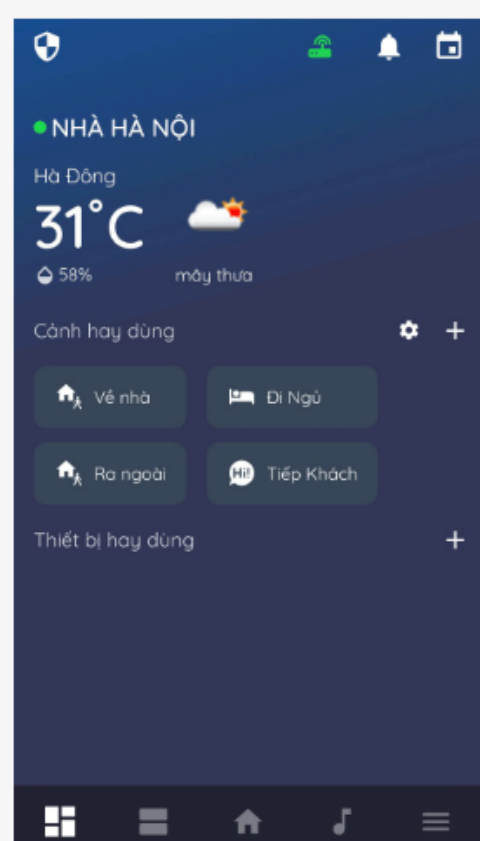 NHÀ HÀ NỘI
Hà Đông
31°C
58% mây thưa
Cảnh hay dùng
Về nhà Đi Ngủ
Ra ngoài Hi! Tiếp Khách
Thiết bị hay dùng